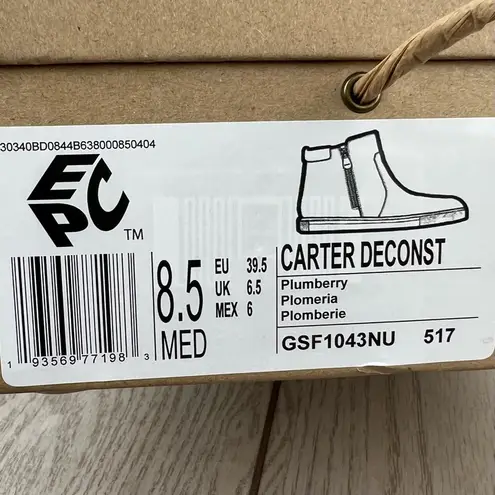 30340BD0844B638000850404
EPC TM
1 93569 77198 3
8.5
MED
EU 39.5
UK 6.5
MEX 6
CARTER DECONST
Plumberry
Plomeria
Plomberie
GSF1043NU 517